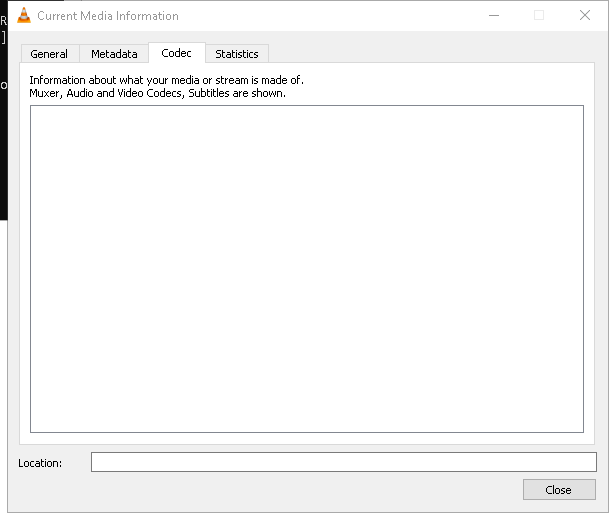 Current Media Information
General Metadata Codec Statistics
Information about what your media or stream is made of.
Muxer, Audio and Video Codecs, Subtitles are shown.
Location:
Close